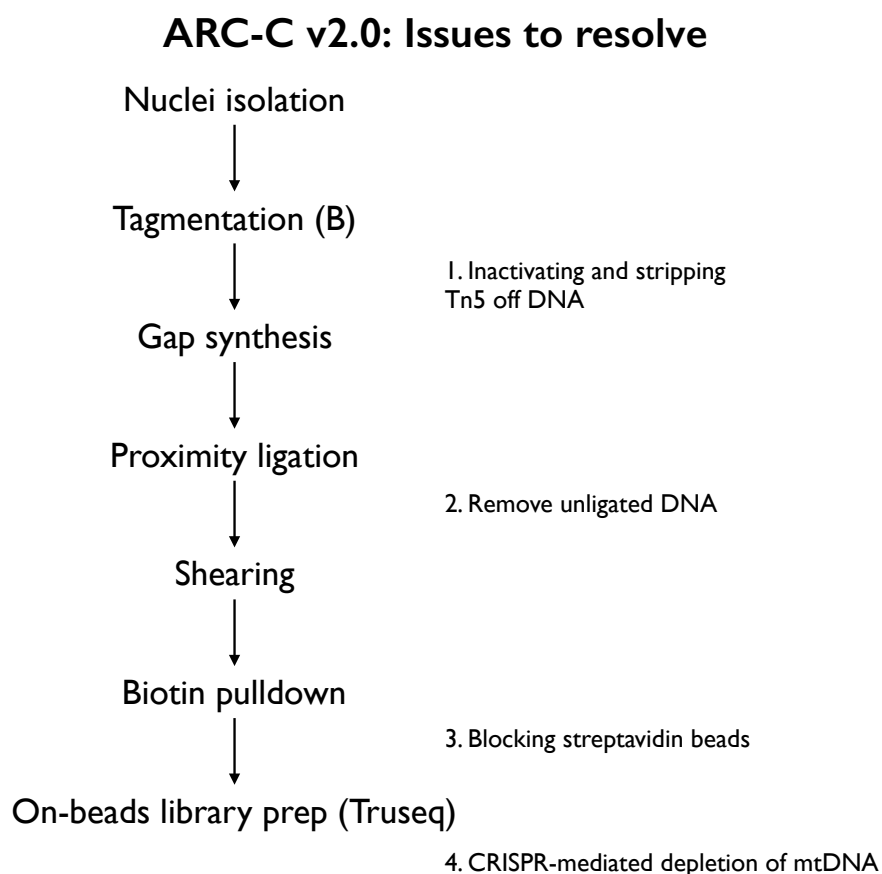 ARC-C v2.0: Issues to resolve
Nuclei isolation
Tagmentation (B)
1. Inactivating and stripping
Tn5 off DNA
Gap synthesis
Proximity ligation
2. Remove unligated DNA
Shearing
Biotin pulldown
3. Blocking streptavidin beads
On-beads library prep (Truseq)
4. CRISPR-mediated depletion of mtDNA